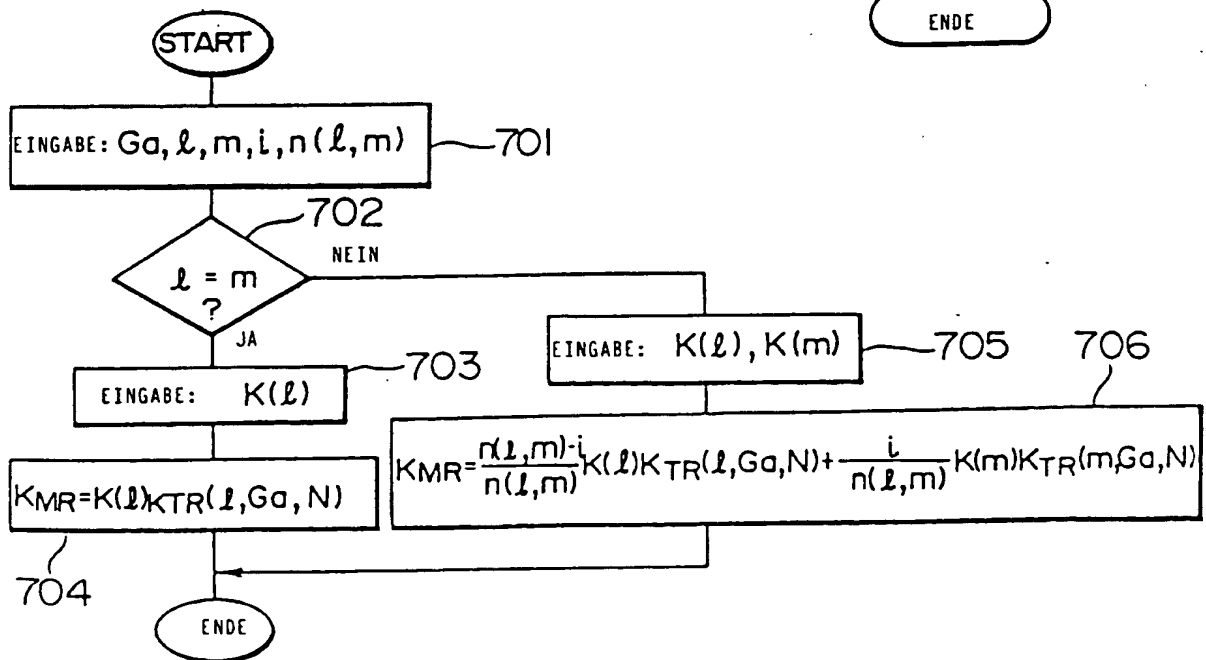 ENDE
START
EINGABE: Ga, ℓ, m, i, n(ℓ, m)
701
702
NEIN
ℓ = m
?
JA
EINGABE: K(ℓ), K(m)
705
706
703
EINGABE: K(ℓ)
KMR=n(ℓ,m)-i/n(ℓ,m) K(ℓ)KTR(ℓ,Ga,N)+i/n(ℓ,m) K(m)KTR(m,Ga,N)
KMR=K(ℓ)KTR(ℓ,Ga,N)
704
ENDE